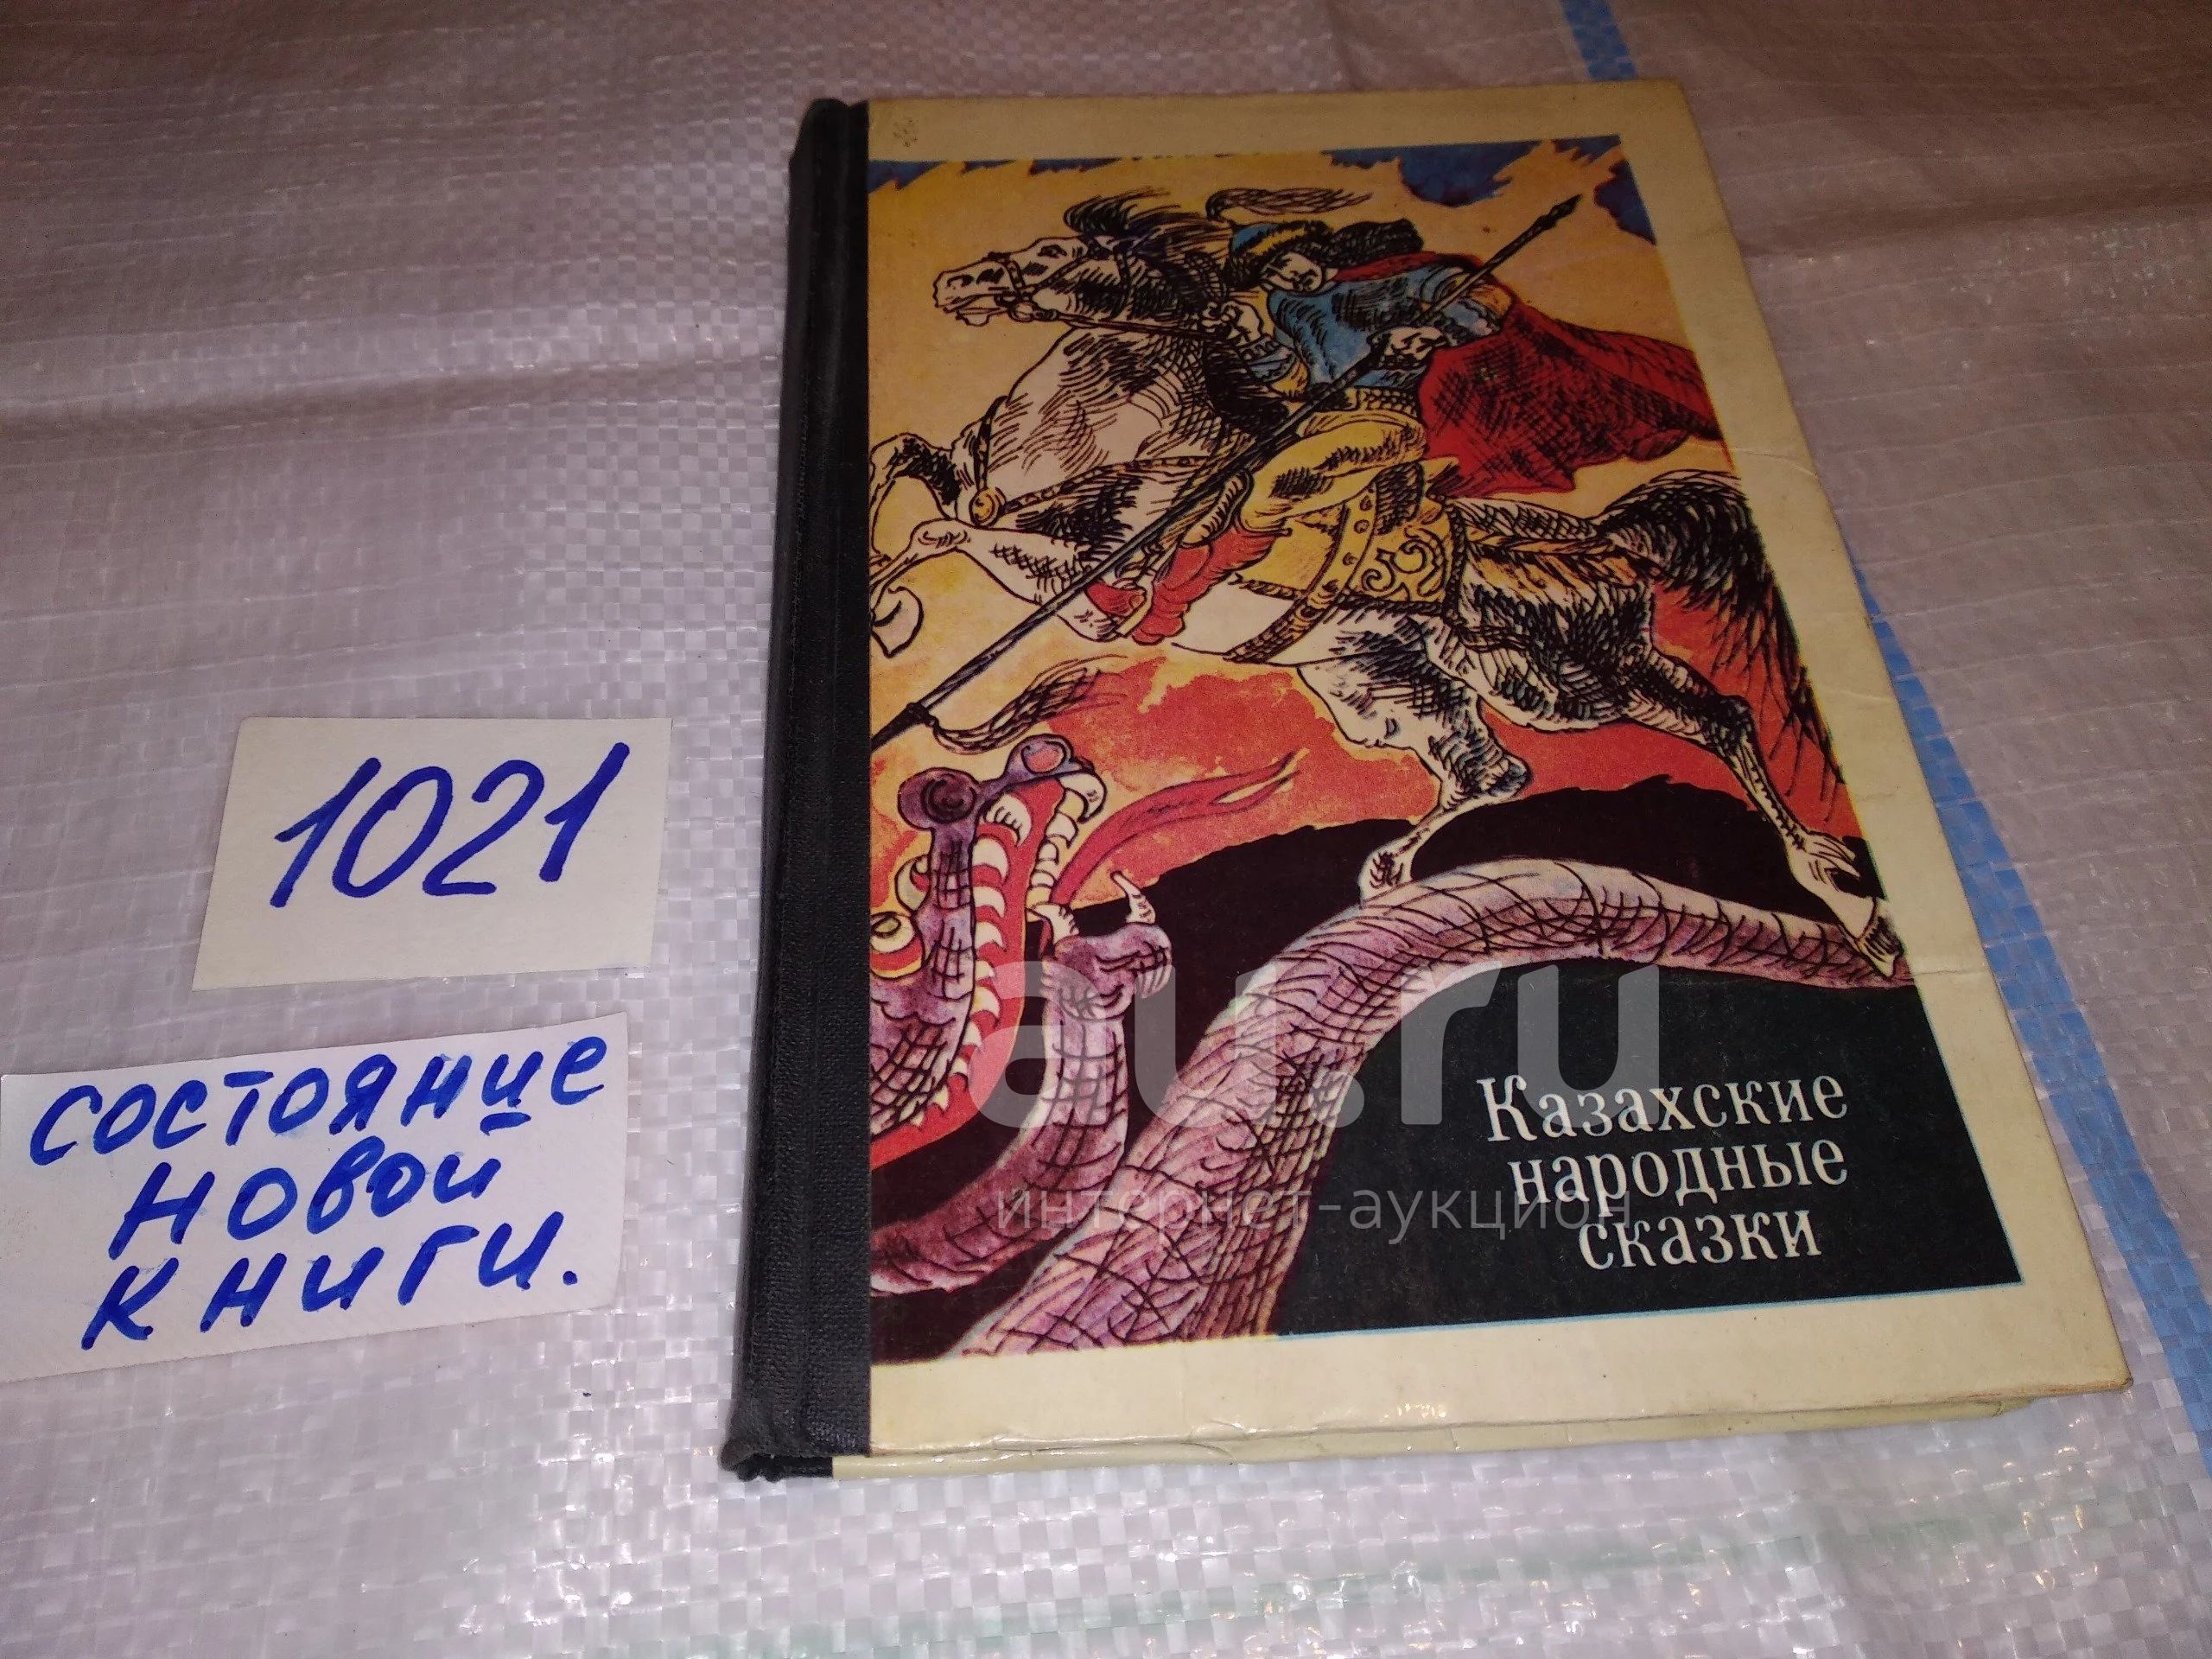 1021
состояние
новой
книги.
Казахские
народные
сказки
au.ru
интернет-аукцион